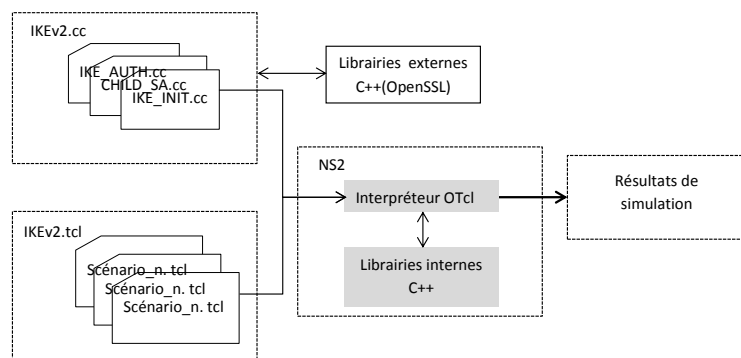 IKEv2.cc
IKE_AUTH.cc
CHILD_SA.cc
IKE_INIT.cc
Librairies externes
C++(OpenSSL)
NS2
Interpréteur OTcl
Librairies internes
C++
Résultats de
simulation
IKEv2.tcl
Scénario_n. tcl
Scénario_n. tcl
Scénario_n. tcl